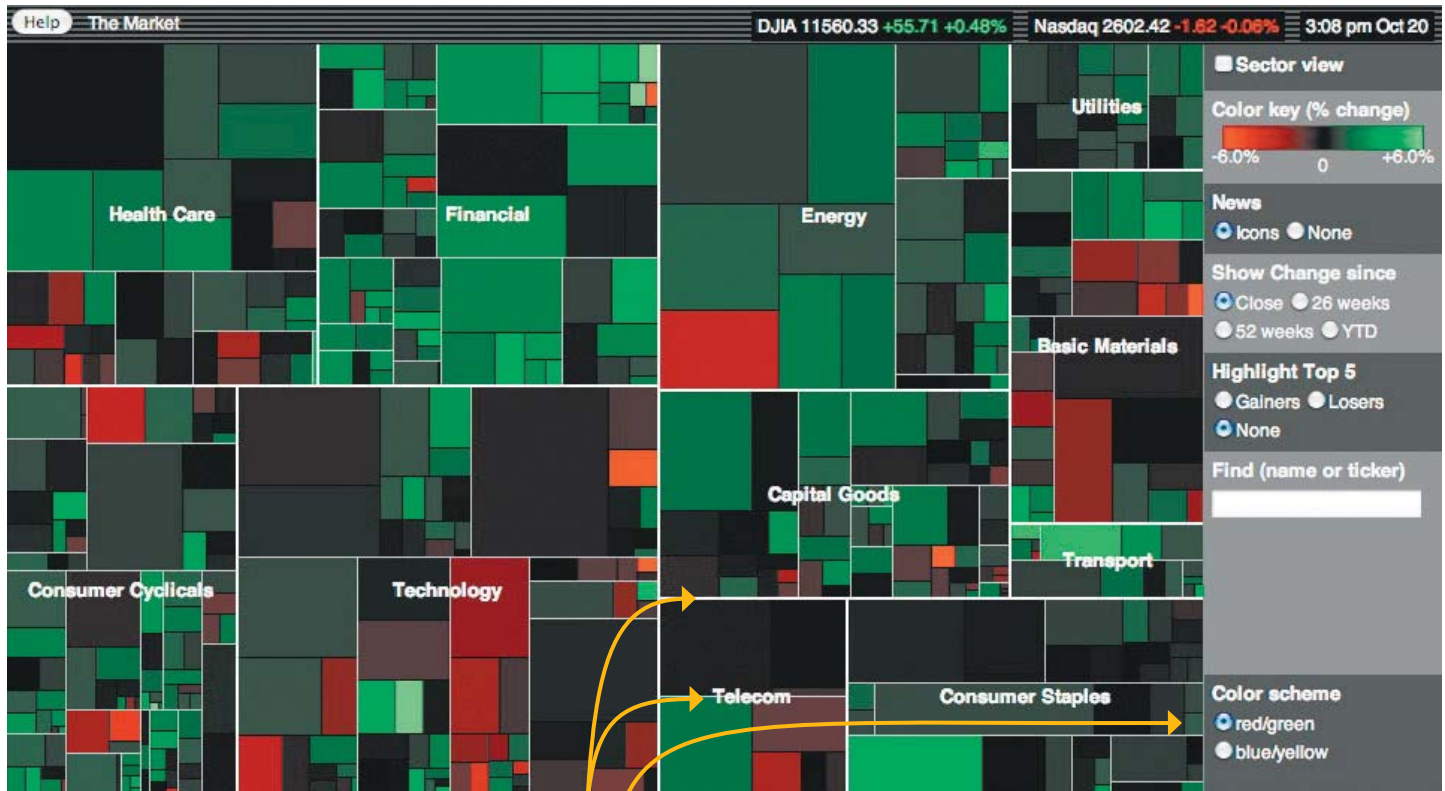 Help The Market DJIA 11560.33 +55.71 +0.48% Nasdaq 2602.42 -1.62 -0.06% 3:08 pm Oct 20
Health Care
Financial
Energy
Utilities
Basic Materials
Capital Goods
Transport
Consumer Cyclicals
Technology
Telecom
Consumer Staples
Sector view
Color key (% change)
-6.0% 0 +6.0%
News
Icons None
Show Change since
Close 26 weeks
52 weeks YTD
Highlight Top 5
Gainers Losers
None
Find (name or ticker)
Color scheme
red/green
blue/yellow